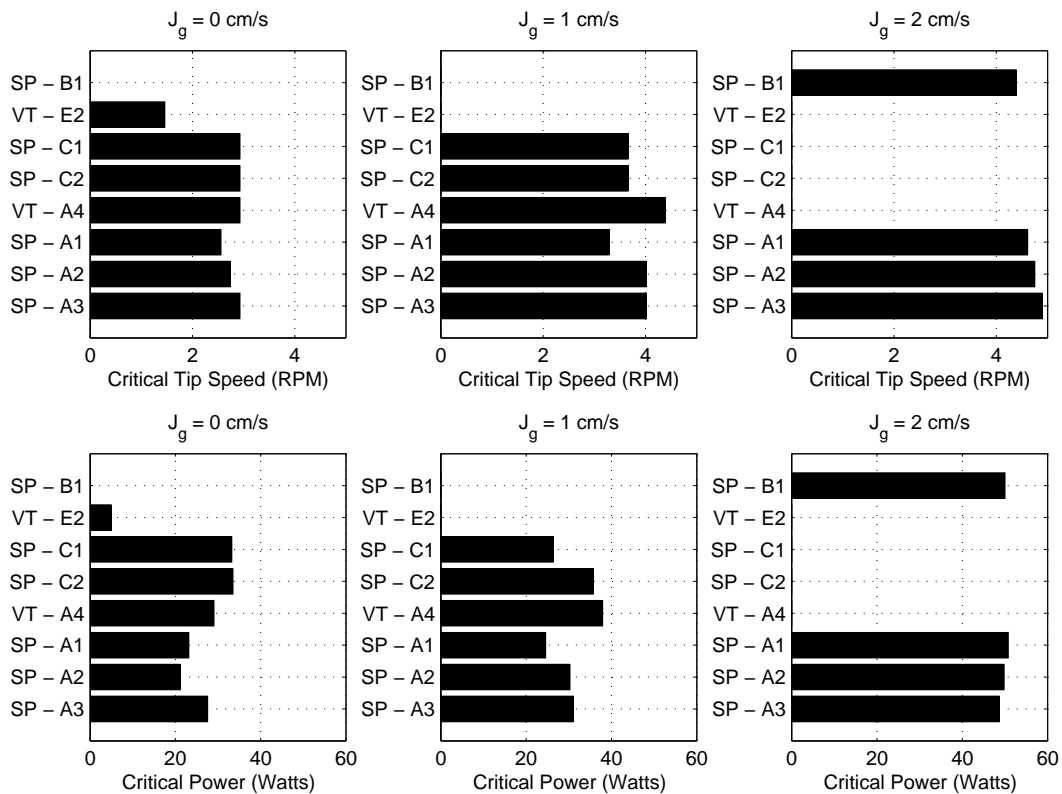 J_g = 0 cm/s
SP – B1
VT – E2
SP – C1
SP – C2
VT – A4
SP – A1
SP – A2
SP – A3
0 2 4
Critical Tip Speed (RPM)
J_g = 1 cm/s
SP – B1
VT – E2
SP – C1
SP – C2
VT – A4
SP – A1
SP – A2
SP – A3
0 2 4
Critical Tip Speed (RPM)
J_g = 2 cm/s
SP – B1
VT – E2
SP – C1
SP – C2
VT – A4
SP – A1
SP – A2
SP – A3
0 2 4
Critical Tip Speed (RPM)
J_g = 0 cm/s
SP – B1
VT – E2
SP – C1
SP – C2
VT – A4
SP – A1
SP – A2
SP – A3
0 20 40 60
Critical Power (Watts)
J_g = 1 cm/s
SP – B1
VT – E2
SP – C1
SP – C2
VT – A4
SP – A1
SP – A2
SP – A3
0 20 40 60
Critical Power (Watts)
J_g = 2 cm/s
SP – B1
VT – E2
SP – C1
SP – C2
VT – A4
SP – A1
SP – A2
SP – A3
0 20 40 60
Critical Power (Watts)